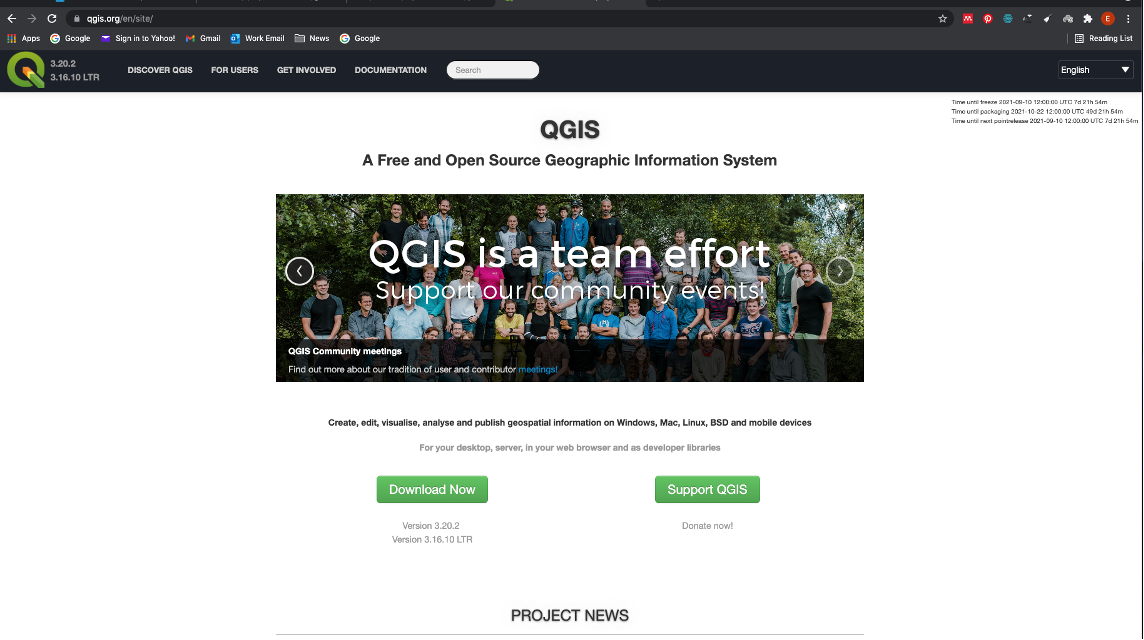 qgis.org/en/site/
Apps Google Sign in to Yahoo! Gmail Work Email News Google Reading List
E
3.20.2
3.16.10 LTR
DISCOVER QGIS FOR USERS GET INVOLVED DOCUMENTATION Search English
Time until freeze 2021-09-10 12:00:00 UTC 7d 21h 54m
Time until packaging 2021-10-22 12:00:00 UTC 49d 21h 54m
Time until next pointrelease 2021-09-10 12:00:00 UTC 7d 21h 54m
QGIS
A Free and Open Source Geographic Information System
QGIS is a team effort
Support our community events!
QGIS Community meetings
Find out more about our tradition of user and contributor meetings!
Create, edit, visualise, analyse and publish geospatial information on Windows, Mac, Linux, BSD and mobile devices
For your desktop, server, in your web browser and as developer libraries
Download Now Support QGIS
Version 3.20.2 Donate now!
Version 3.16.10 LTR
PROJECT NEWS